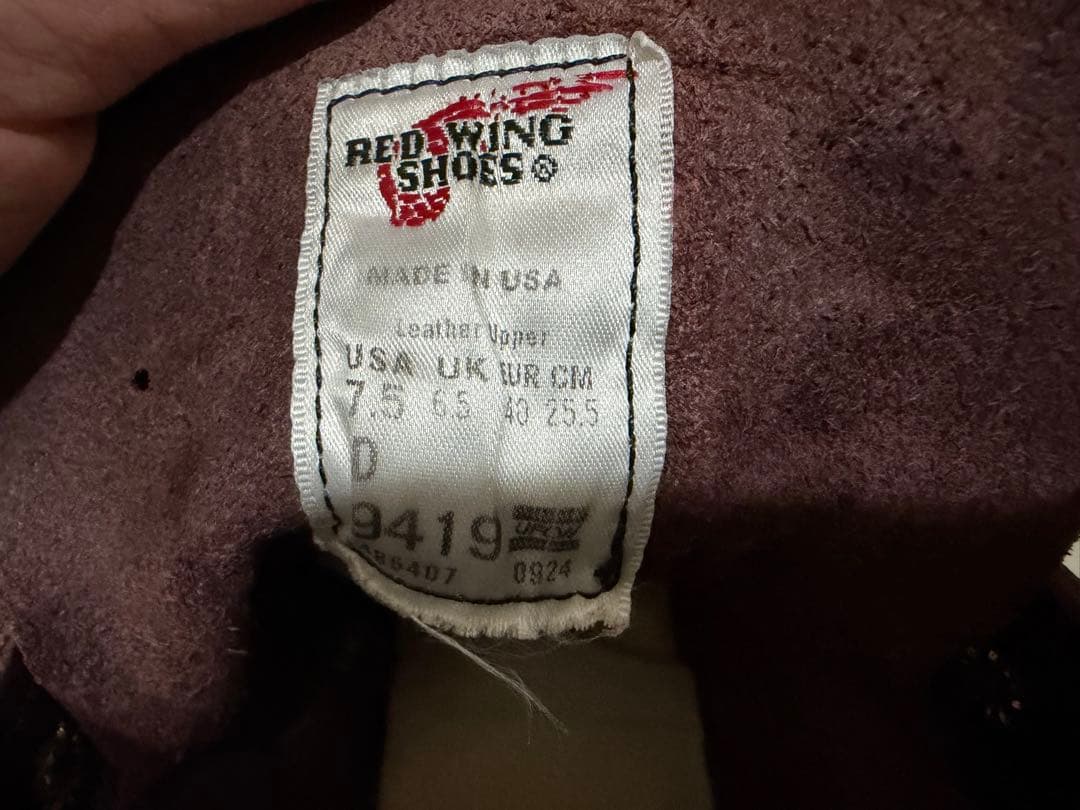 RED WING
SHOES®
MADE IN USA
Leather Upper
USA UK EUR CM
7.5 6.5 40 25.5
D
9419
0824